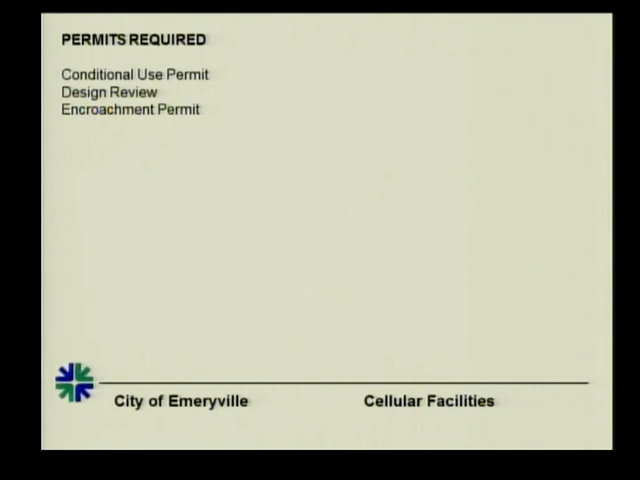 PERMITS REQUIRED
Conditional Use Permit
Design Review
Encroachment Permit
City of Emeryville
Cellular Facilities